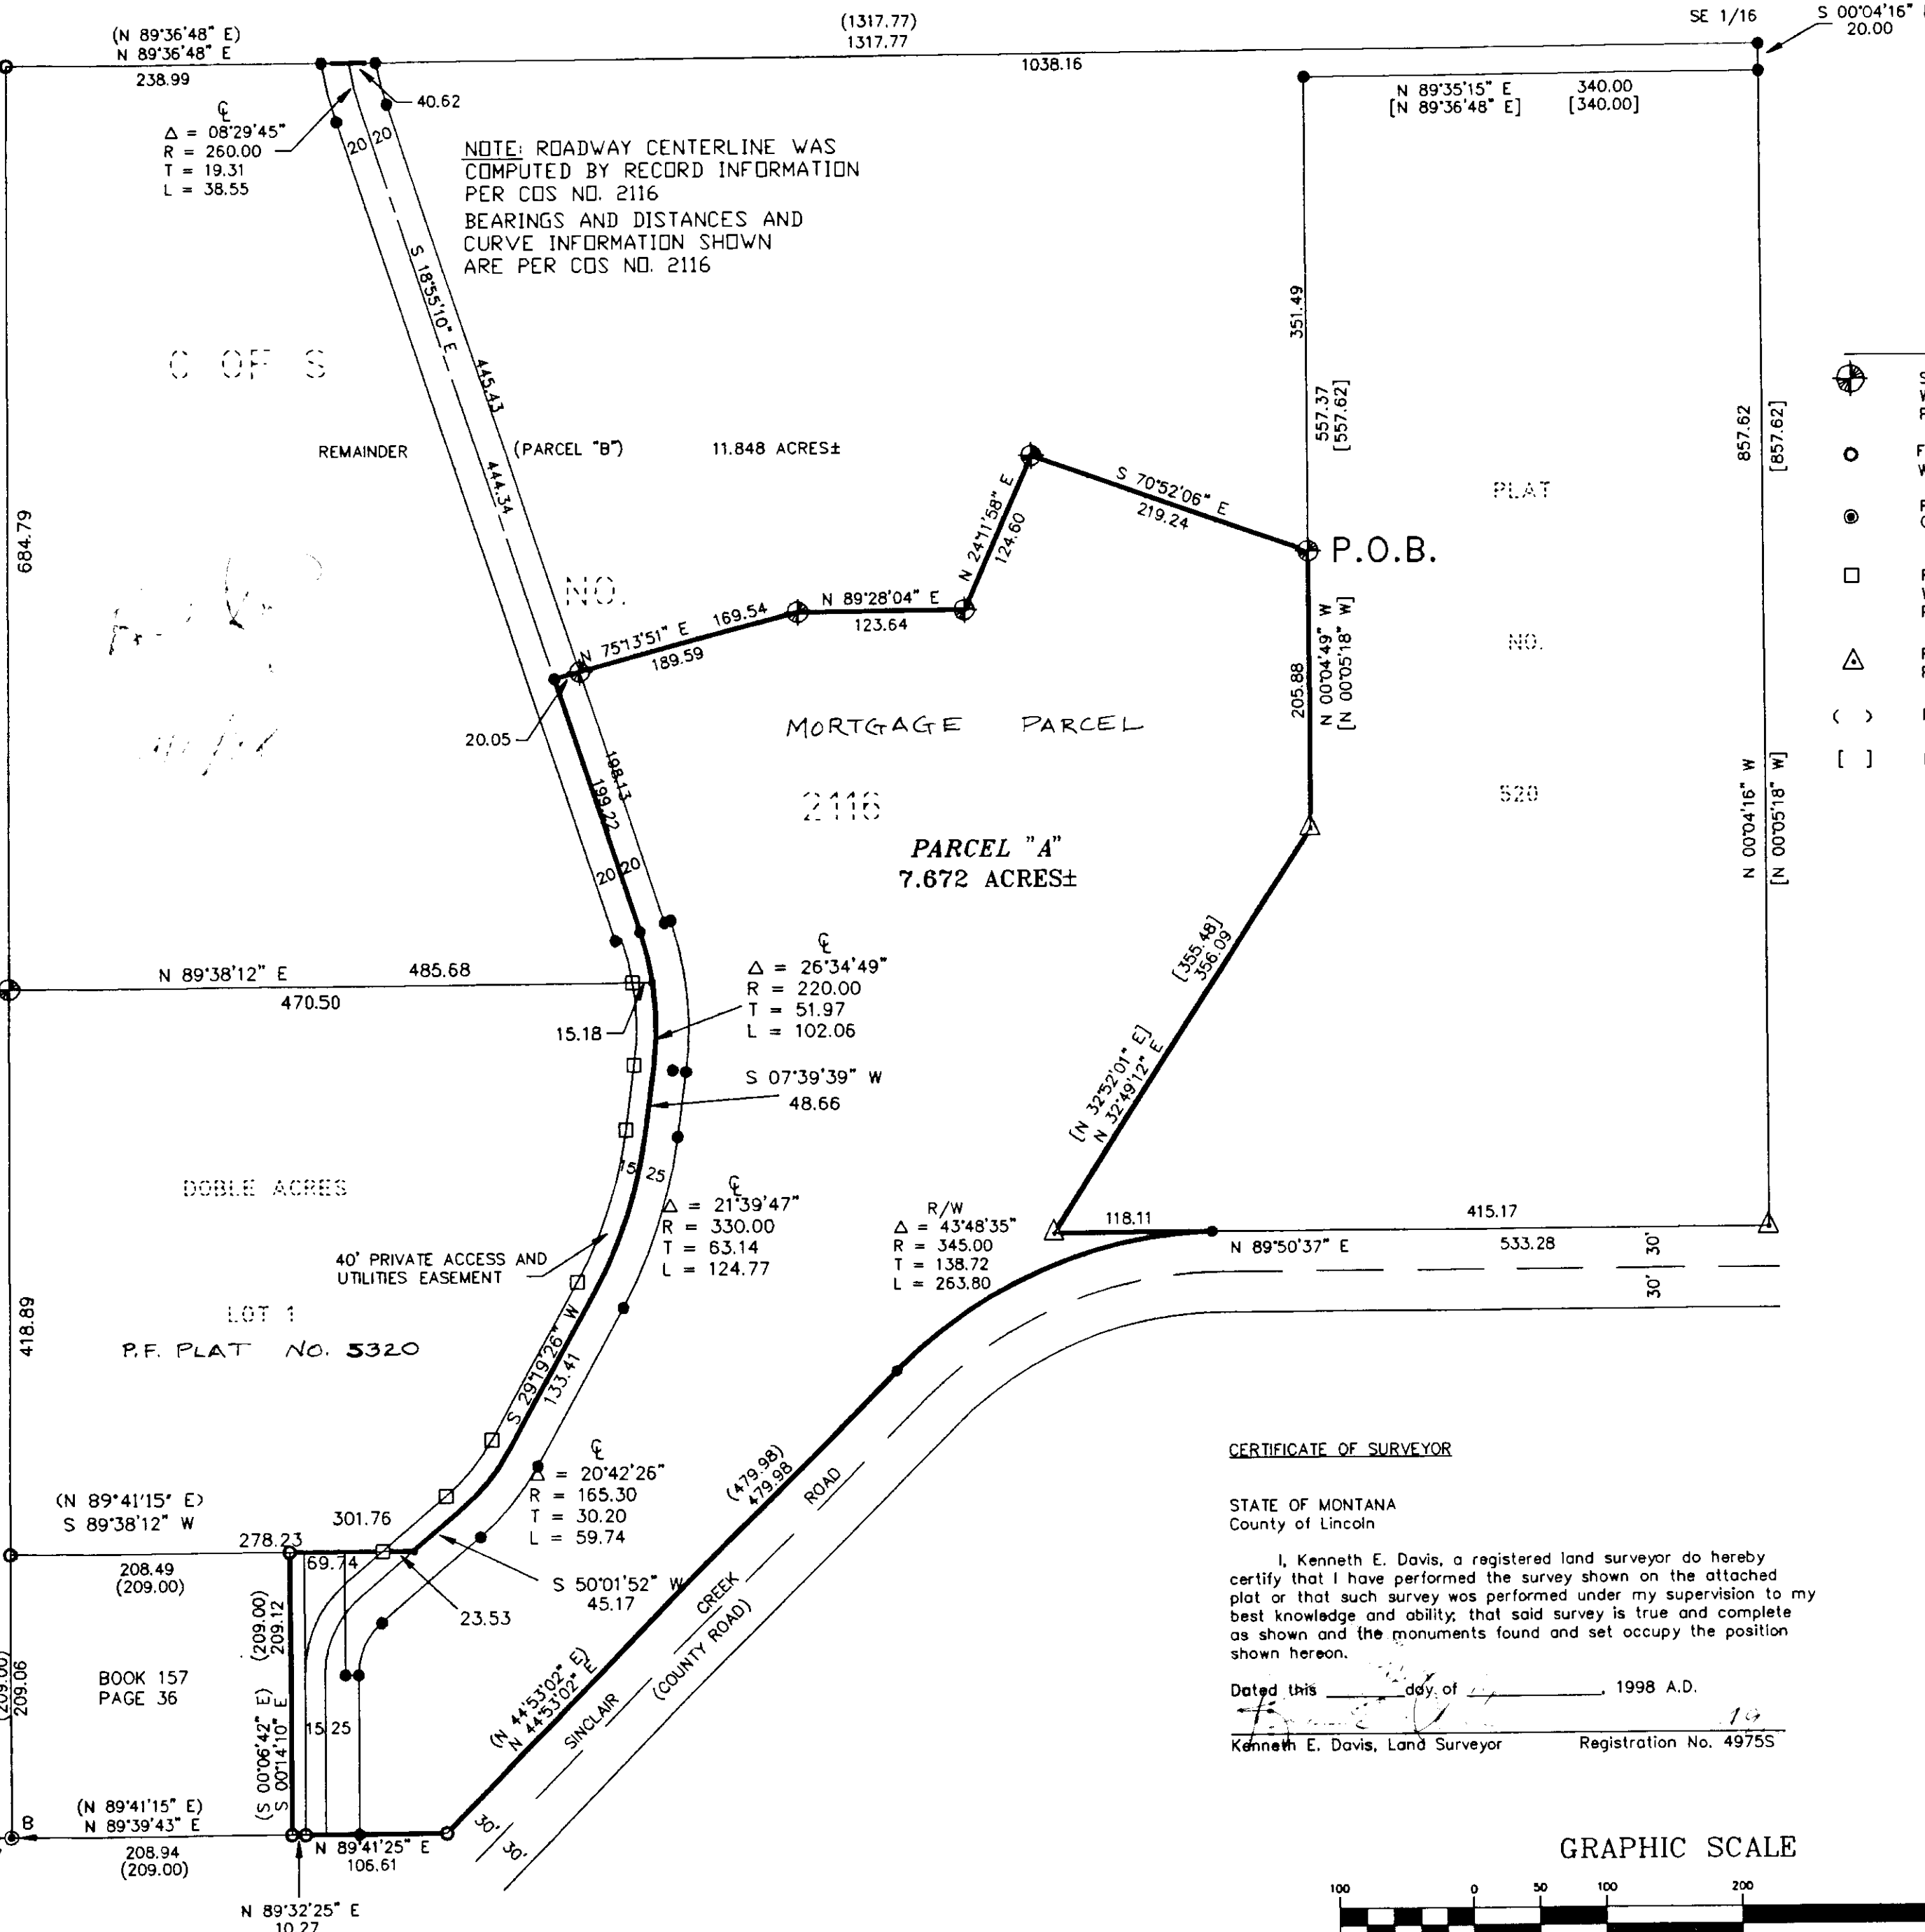 (N 89°36'48" E)
N 89°36'48" E
238.99
(1317.77)
1317.77
1038.16
SE 1/16
S 00°04'16"
20.00
40.62
℄
Δ = 08°29'45"
R = 260.00
T = 19.31
L = 38.55
20 20
NOTE: ROADWAY CENTERLINE WAS
COMPUTED BY RECORD INFORMATION
PER COS NO. 2116
BEARINGS AND DISTANCES AND
CURVE INFORMATION SHOWN
ARE PER COS NO. 2116
N 89°35'15" E 340.00
[N 89°36'48" E] [340.00]
S 18°55'10" E
445.43
444.34
351.49
557.37
[557.62]
857.62
[857.62]
C OF S
REMAINDER (PARCEL "B") 11.848 ACRES±
684.79
NO.
S 70°52'06" E
219.24
N 24°11'58" E
124.60
P.O.B.
PLAT
NO.
520
N 89°28'04" E
123.64
N 75°13'51" E 169.54
189.59
20.05
205.88
N 00°04'49" W
[N 00°05'18" W]
N 00°04'16" W
[N 00°05'18" W]
( )
[ ]
MORTGAGE PARCEL
2116
PARCEL "A"
7.672 ACRES±
198.13
199.22
20 20
N 89°38'12" E 485.68
470.50
15.18
℄
Δ = 26°34'49"
R = 220.00
T = 51.97
L = 102.06
S 07°39'39" W
48.66
[355.48]
356.09
[N 32°52'01" E]
N 32°49'12" E
15 25
℄
Δ = 21°39'47"
R = 330.00
T = 63.14
L = 124.77
R/W
Δ = 43°48'35"
R = 345.00
T = 138.72
L = 263.80
118.11
415.17
N 89°50'37" E 533.28
30'
30'
DOBLE ACRES
40' PRIVATE ACCESS AND
UTILITIES EASEMENT
LOT 1
P.F. PLAT NO. 5320
418.89
S 29°19'26" W
133.41
℄
Δ = 20°42'26"
R = 165.30
T = 30.20
L = 59.74
(479.98)
479.98
(N 89°41'15" E)
S 89°38'12" W
301.76
278.23
69.74
208.49
(209.00)
S 50°01'52" W
45.17
23.53
(209.00)
209.12
(S 00°06'42" E)
S 00°14'10" E
(209.00)
209.06
BOOK 157
PAGE 36
15 25
(N 44°53'02" E)
N 44°53'02" E
SINCLAIR CREEK ROAD
(COUNTY ROAD)
30'
30'
B
(N 89°41'15" E)
N 89°39'43" E
208.94
(209.00)
N 89°41'25" E
106.61
N 89°32'25" E
10.27
CERTIFICATE OF SURVEYOR
STATE OF MONTANA
County of Lincoln
I, Kenneth E. Davis, a registered land surveyor do hereby
certify that I have performed the survey shown on the attached
plat or that such survey was performed under my supervision to my
best knowledge and ability; that said survey is true and complete
as shown and the monuments found and set occupy the position
shown hereon.
Dated this day of , 1998 A.D.
Kenneth E. Davis, Land Surveyor Registration No. 4975S
GRAPHIC SCALE
100 0 50 100 200